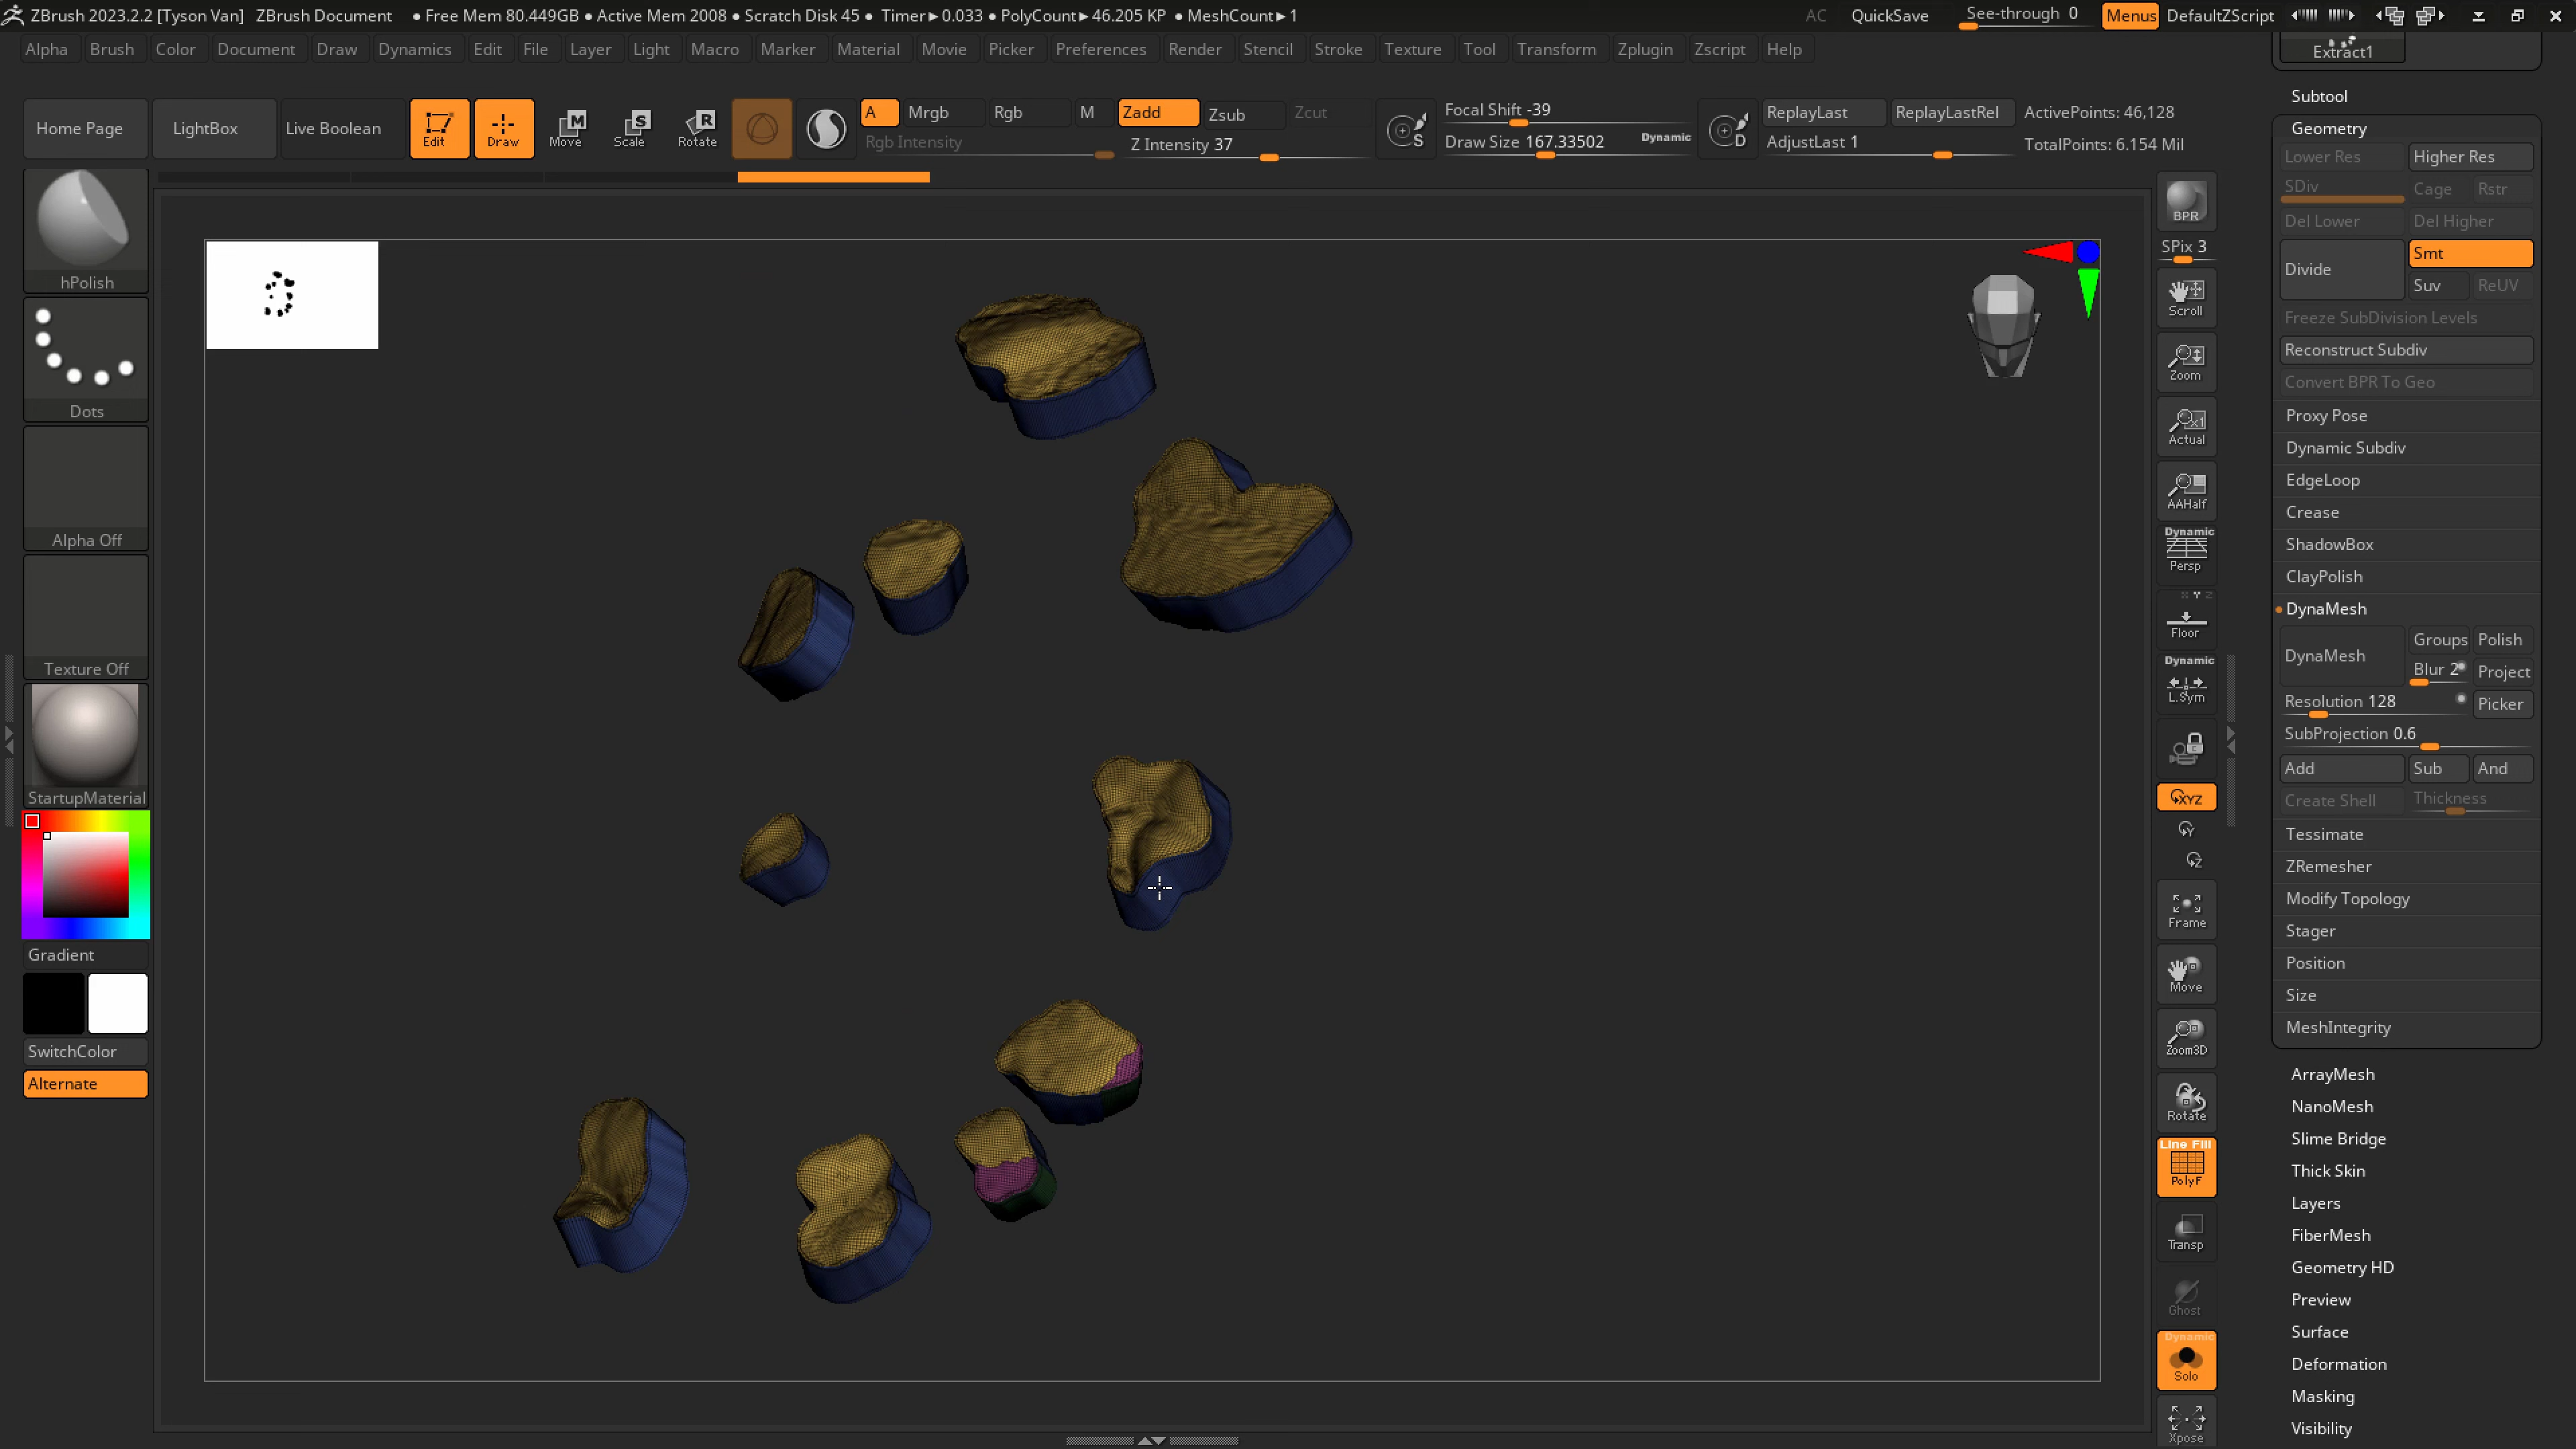 ZBrush 2023.2.2 [Tyson Van] ZBrush Document ● Free Mem 80.449GB ● Active Mem 2008 ● Scratch Disk 45 ● Timer▶0.033 ● PolyCount▶46.205 KP ● MeshCount▶1 AC QuickSave See-through 0 Menus DefaultZScript
Alpha Brush Color Document Draw Dynamics Edit File Layer Light Macro Marker Material Movie Picker Preferences Render Stencil Stroke Texture Tool Transform Zplugin Zscript Help
Extract1
Home Page LightBox Live Boolean Edit Draw Move Scale Rotate
M S R
A Mrgb Rgb M Zadd Zsub Zcut
Rgb Intensity Z Intensity 37
S Focal Shift -39
Draw Size 167.33502 Dynamic
D ReplayLast ReplayLastRel ActivePoints: 46,128
AdjustLast 1 TotalPoints: 6.154 Mil
hPolish
Dots
Alpha Off
Texture Off
StartupMaterial
Gradient
SwitchColor
Alternate
BPR
SPix 3
Scroll
Zoom
x1
Actual
AAHalf
Dynamic
Persp
X Y Z
Floor
Dynamic
L.Sym
XYZ
Y
Z
Frame
Move
Zoom3D
Rotate
Line Fill
PolyF
Transp
Ghost
Dynamic
Solo
Xpose
Subtool
Geometry
Lower Res Higher Res
SDiv Cage Rstr
Del Lower Del Higher
Divide Smt
Suv ReUV
Freeze SubDivision Levels
Reconstruct Subdiv
Convert BPR To Geo
Proxy Pose
Dynamic Subdiv
EdgeLoop
Crease
ShadowBox
ClayPolish
DynaMesh
DynaMesh Groups Polish
Blur 2 Project
Resolution 128 Picker
SubProjection 0.6
Add Sub And
Create Shell Thickness
Tessimate
ZRemesher
Modify Topology
Stager
Position
Size
MeshIntegrity
ArrayMesh
NanoMesh
Slime Bridge
Thick Skin
Layers
FiberMesh
Geometry HD
Preview
Surface
Deformation
Masking
Visibility